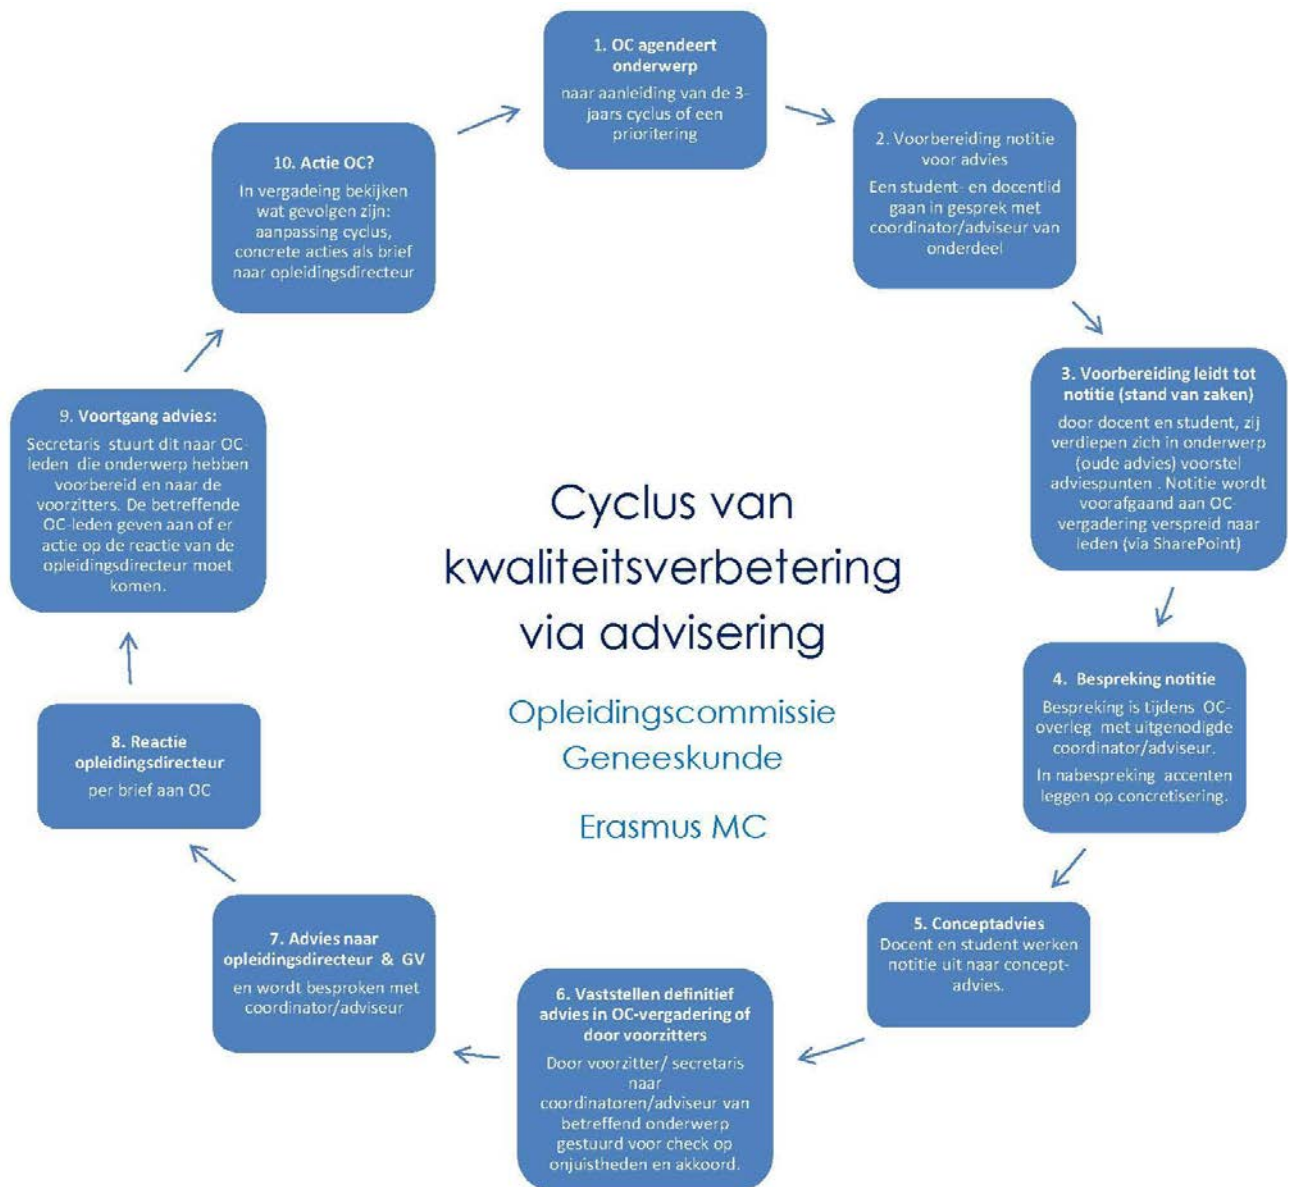 1. OC agendeert
onderwerp
naar aanleiding van de 3-
jaars cyclus of een
prioritering
2. Voorbereiding notitie
voor advies
Een student- en docentlid
gaan in gesprek met
coordinator/adviseur van
onderdeel
3. Voorbereiding leidt tot
notitie (stand van zaken)
door docent en student, zij
verdiepen zich in onderwerp
(oude advies) voorstel
adviespunten . Notitie wordt
voorafgaand aan OC-
vergadering verspreid naar
leden (via SharePoint)
4. Bespreking notitie
Bespreking is tijdens OC-
overleg met uitgenodigde
coordinator/adviseur.
In nabespreking accenten
leggen op concretisering.
5. Conceptadvies
Docent en student werken
notitie uit naar concept-
advies.
6. Vaststellen definitief
advies in OC-vergadering of
door voorzitters
Door voorzitter/ secretaris
naar
coordinatoren/adviseur van
betreffend onderwerp
gestuurd voor check op
onjuistheden en akkoord.
7. Advies naar
opleidingsdirecteur & GV
en wordt besproken met
coordinator/adviseur
8. Reactie
opleidingsdirecteur
per brief aan OC
9. Voortgang advies:
Secretaris stuurt dit naar OC-
leden die onderwerp hebben
voorbereid en naar de
voorzitters. De betreffende
OC-leden geven aan of er
actie op de reactie van de
opleidingsdirecteur moet
komen.
10. Actie OC?
In vergadeing bekijken
wat gevolgen zijn:
aanpassing cyclus,
concrete acties als brief
naar opleidingsdirecteur
Cyclus van
kwaliteitsverbetering
via advisering
Opleidingscommissie
Geneeskunde
Erasmus MC